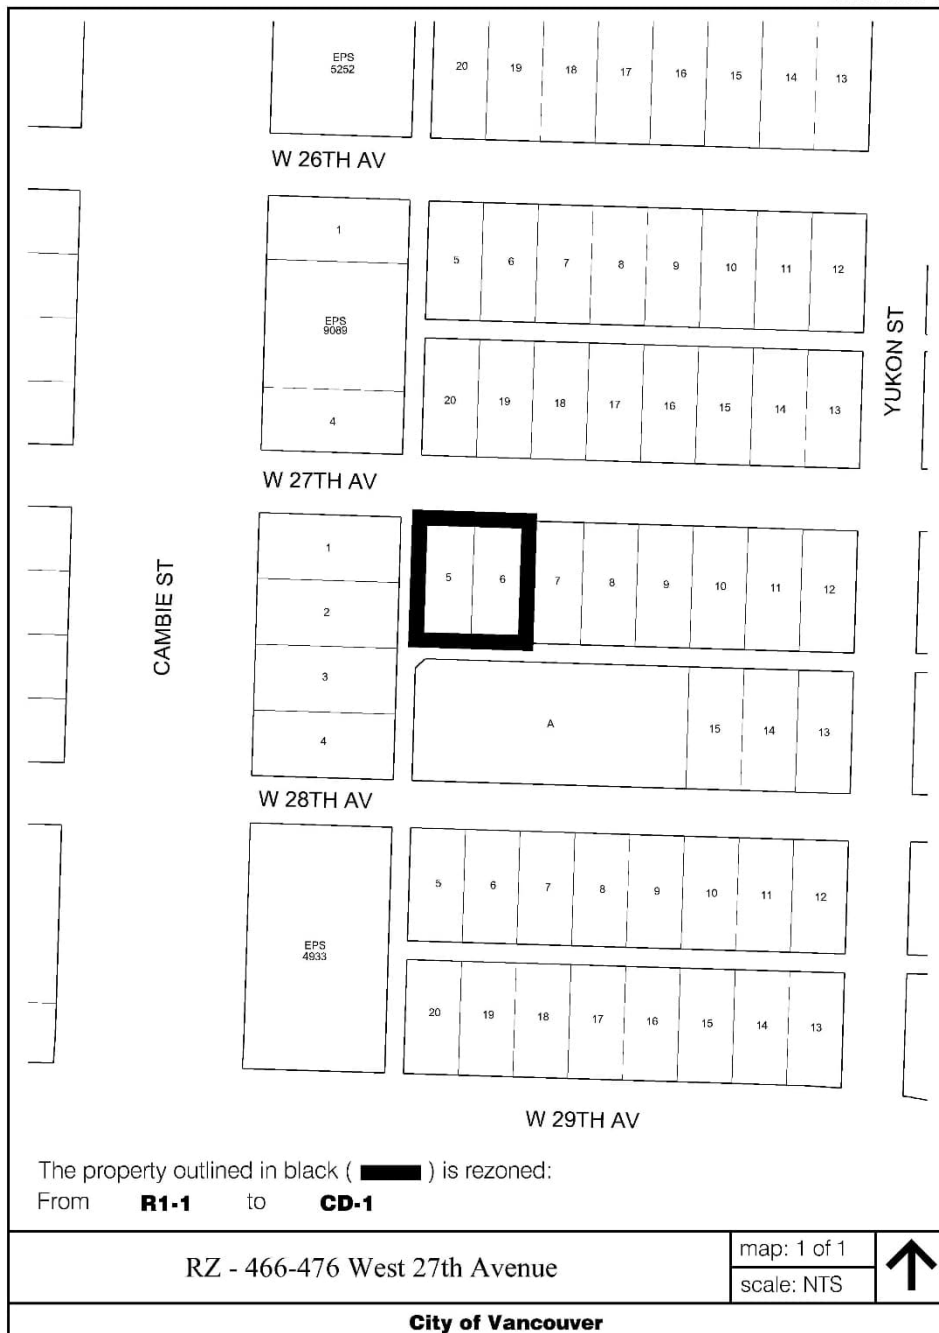 EPS
5252
20 19 18 17 16 15 14 13
W 26TH AV
1
EPS
9089
4
5 6 7 8 9 10 11 12
20 19 18 17 16 15 14 13
YUKON ST
W 27TH AV
CAMBIE ST
1
2
3
4
5 6 7 8 9 10 11 12
A 15 14 13
W 28TH AV
EPS
4933
5 6 7 8 9 10 11 12
20 19 18 17 16 15 14 13
W 29TH AV
The property outlined in black ( ) is rezoned:
From R1-1 to CD-1
RZ - 466-476 West 27th Avenue
map: 1 of 1
scale: NTS
City of Vancouver